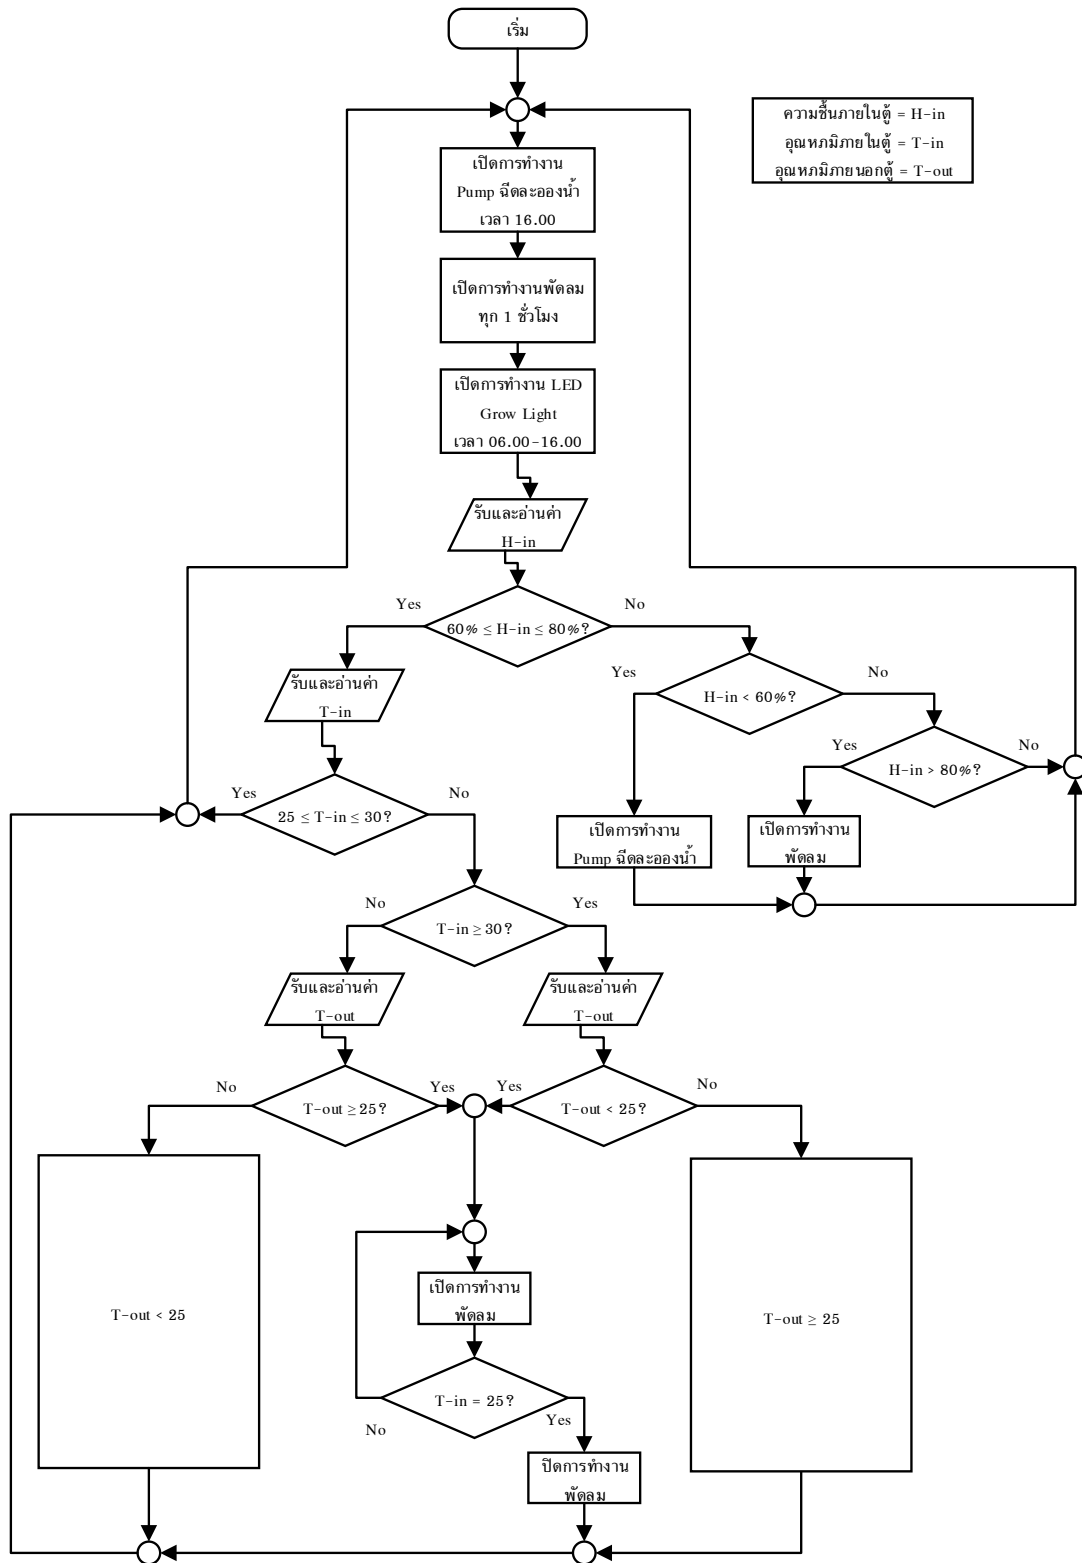 เริ่ม
ความชื้นภายในตู้ = H-in
อุณหภูมิภายในตู้ = T-in
อุณหภูมิภายนอกตู้ = T-out
เปิดการทำงาน
Pump ฉีดละอองน้ำ
เวลา 16.00
เปิดการทำงานพัดลม
ทุก 1 ชั่วโมง
เปิดการทำงาน LED
Grow Light
เวลา 06.00-16.00
รับและอ่านค่า
H-in
Yes
60% ≤ H-in ≤ 80%?
No
รับและอ่านค่า
T-in
Yes
H-in < 60%?
No
Yes
H-in > 80%?
No
Yes
25 ≤ T-in ≤ 30?
No
เปิดการทำงาน
Pump ฉีดละอองน้ำ
เปิดการทำงาน
พัดลม
No
T-in ≥ 30?
Yes
รับและอ่านค่า
T-out
รับและอ่านค่า
T-out
No
T-out ≥ 25?
Yes
Yes
T-out < 25?
No
T-out < 25
เปิดการทำงาน
พัดลม
T-out ≥ 25
T-in = 25?
No
Yes
ปิดการทำงาน
พัดลม